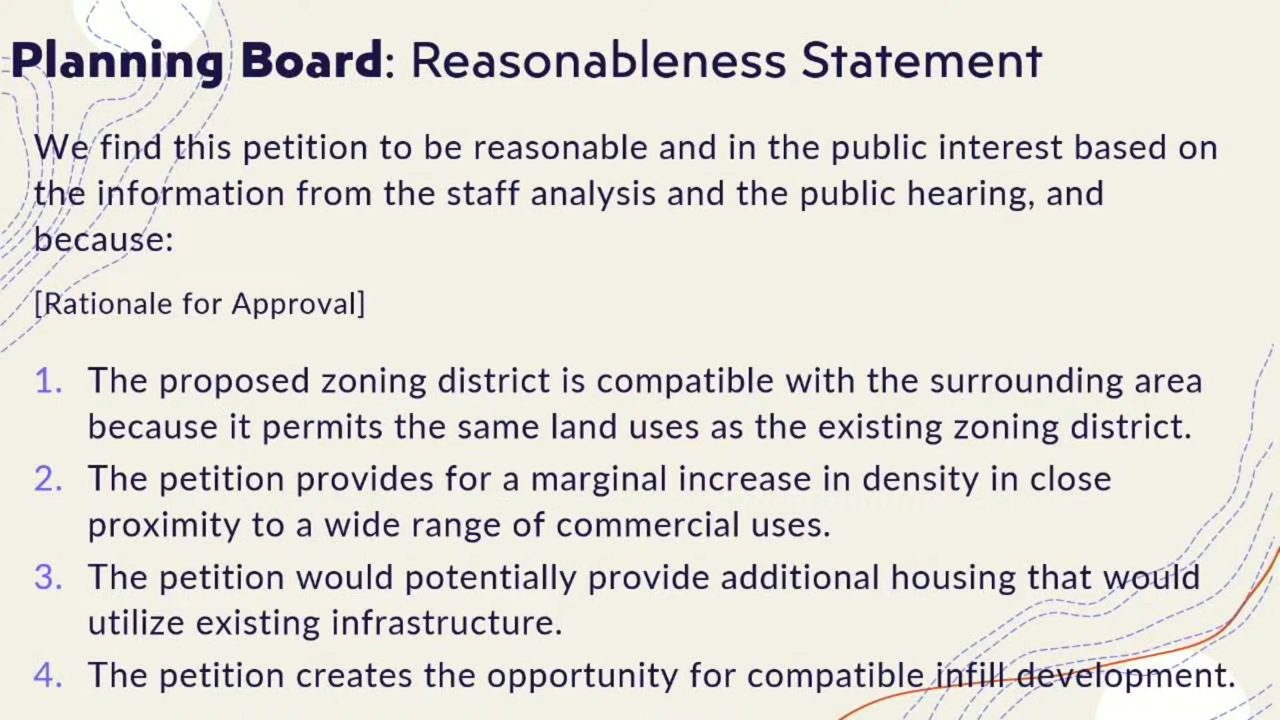 Planning Board: Reasonableness Statement
We find this petition to be reasonable and in the public interest based on
the information from the staff analysis and the public hearing, and
because:
[Rationale for Approval]
1. The proposed zoning district is compatible with the surrounding area
because it permits the same land uses as the existing zoning district.
2. The petition provides for a marginal increase in density in close
proximity to a wide range of commercial uses.
3. The petition would potentially provide additional housing that would
utilize existing infrastructure.
4. The petition creates the opportunity for compatible infill development.